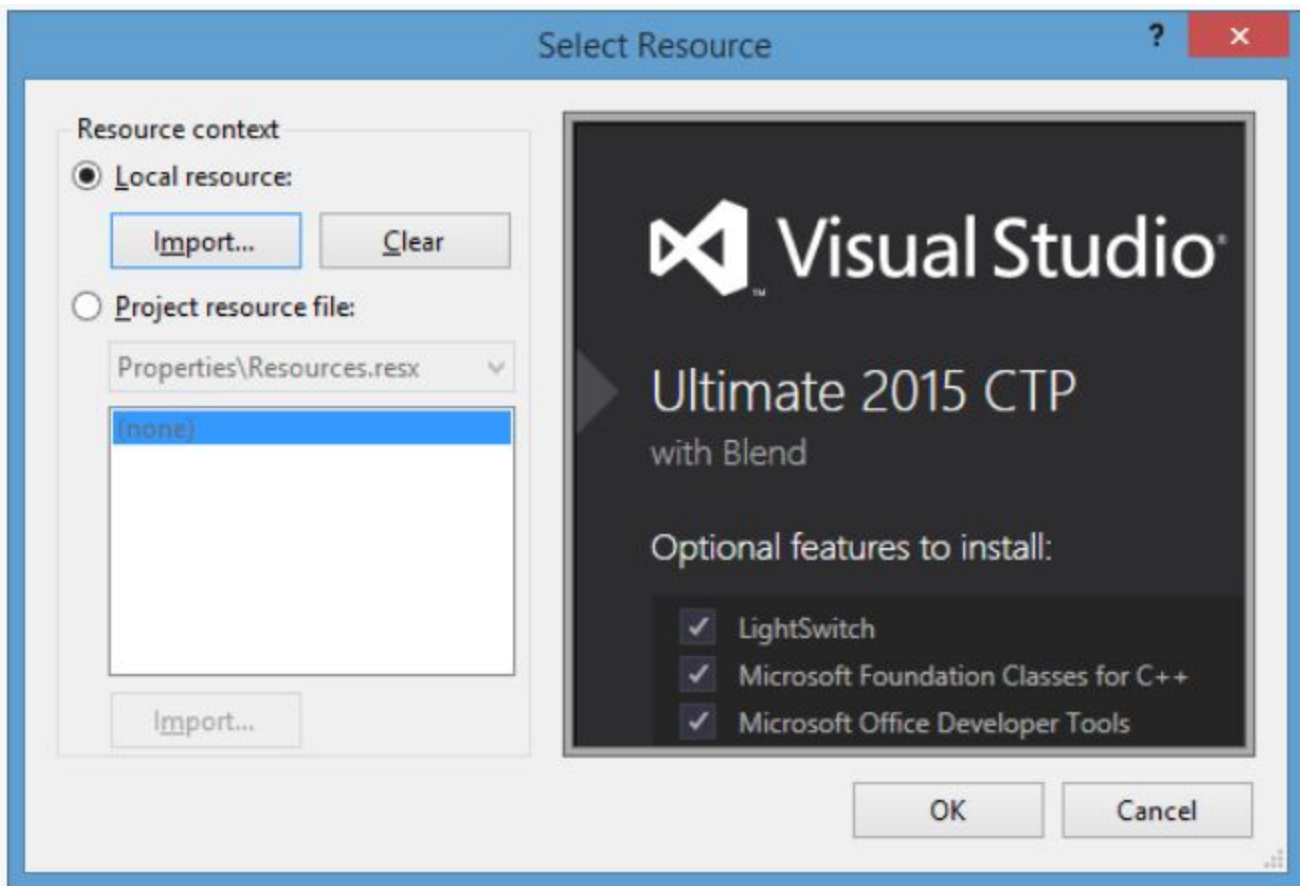 Select Resource
?
Resource context
Local resource:
Import...
Clear
Project resource file:
Properties\Resources.resx
(none)
Import...
Visual Studio®
™
Ultimate 2015 CTP
with Blend
Optional features to install:
LightSwitch
Microsoft Foundation Classes for C++
Microsoft Office Developer Tools
OK
Cancel